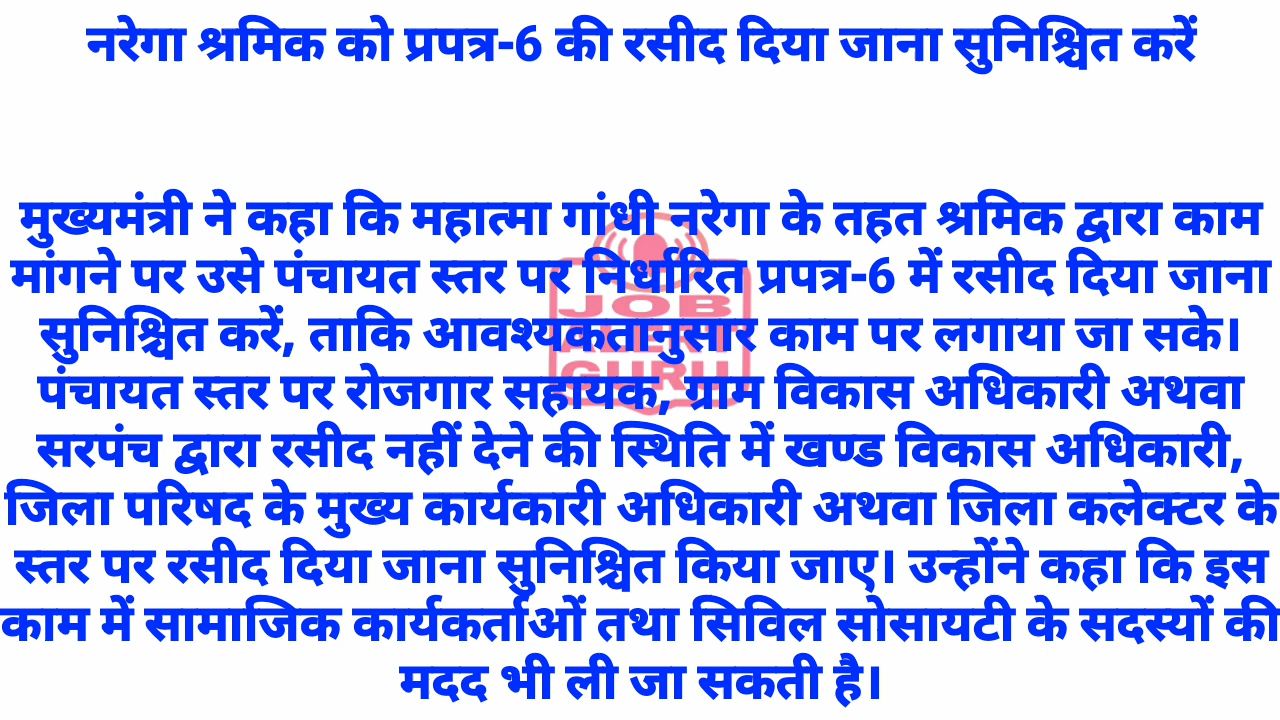 नरेगा श्रमिक को प्रपत्र-6 की रसीद दिया जाना सुनिश्चित करें
मुख्यमंत्री ने कहा कि महात्मा गांधी नरेगा के तहत श्रमिक द्वारा काम
मांगने पर उसे पंचायत स्तर पर निर्धारित प्रपत्र-6 में रसीद दिया जाना
सुनिश्चित करें, ताकि आवश्यकतानुसार काम पर लगाया जा सके।
पंचायत स्तर पर रोजगार सहायक, ग्राम विकास अधिकारी अथवा
सरपंच द्वारा रसीद नहीं देने की स्थिति में खण्ड विकास अधिकारी,
जिला परिषद के मुख्य कार्यकारी अधिकारी अथवा जिला कलेक्टर के
स्तर पर रसीद दिया जाना सुनिश्चित किया जाए। उन्होंने कहा कि इस
काम में सामाजिक कार्यकर्ताओं तथा सिविल सोसायटी के सदस्यों की
मदद भी ली जा सकती है।
JOB
ALERT
GURU